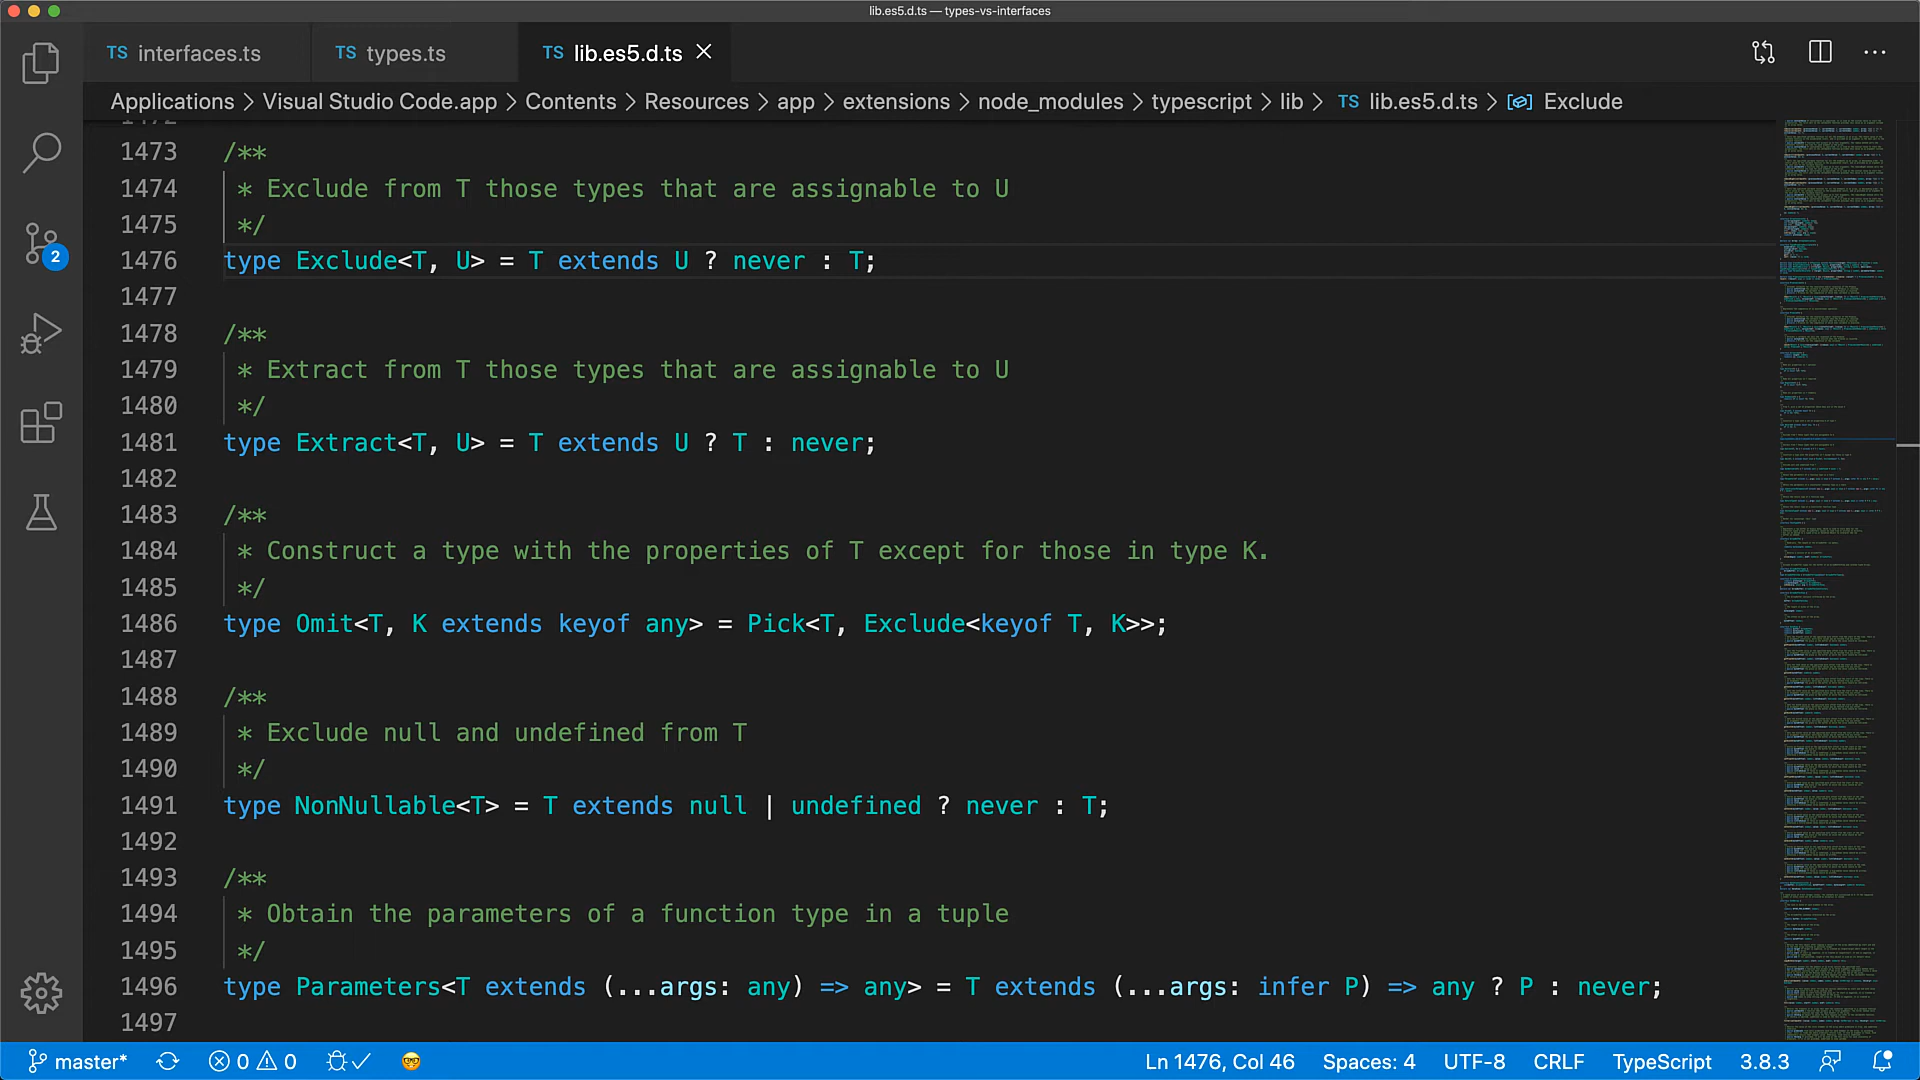 lib.es5.d.ts — types-vs-interfaces
TS interfaces.ts TS types.ts TS lib.es5.d.ts
Applications > Visual Studio Code.app > Contents > Resources > app > extensions > node_modules > typescript > lib > TS lib.es5.d.ts > Exclude
1473 /**
1474 * Exclude from T those types that are assignable to U
1475 */
1476 type Exclude<T, U> = T extends U ? never : T;
1477
1478 /**
1479 * Extract from T those types that are assignable to U
1480 */
1481 type Extract<T, U> = T extends U ? T : never;
1482
1483 /**
1484 * Construct a type with the properties of T except for those in type K.
1485 */
1486 type Omit<T, K extends keyof any> = Pick<T, Exclude<keyof T, K>>;
1487
1488 /**
1489 * Exclude null and undefined from T
1490 */
1491 type NonNullable<T> = T extends null | undefined ? never : T;
1492
1493 /**
1494 * Obtain the parameters of a function type in a tuple
1495 */
1496 type Parameters<T extends (...args: any) => any> = T extends (...args: infer P) => any ? P : never;
1497
2
master* 0 0 Ln 1476, Col 46 Spaces: 4 UTF-8 CRLF TypeScript 3.8.3